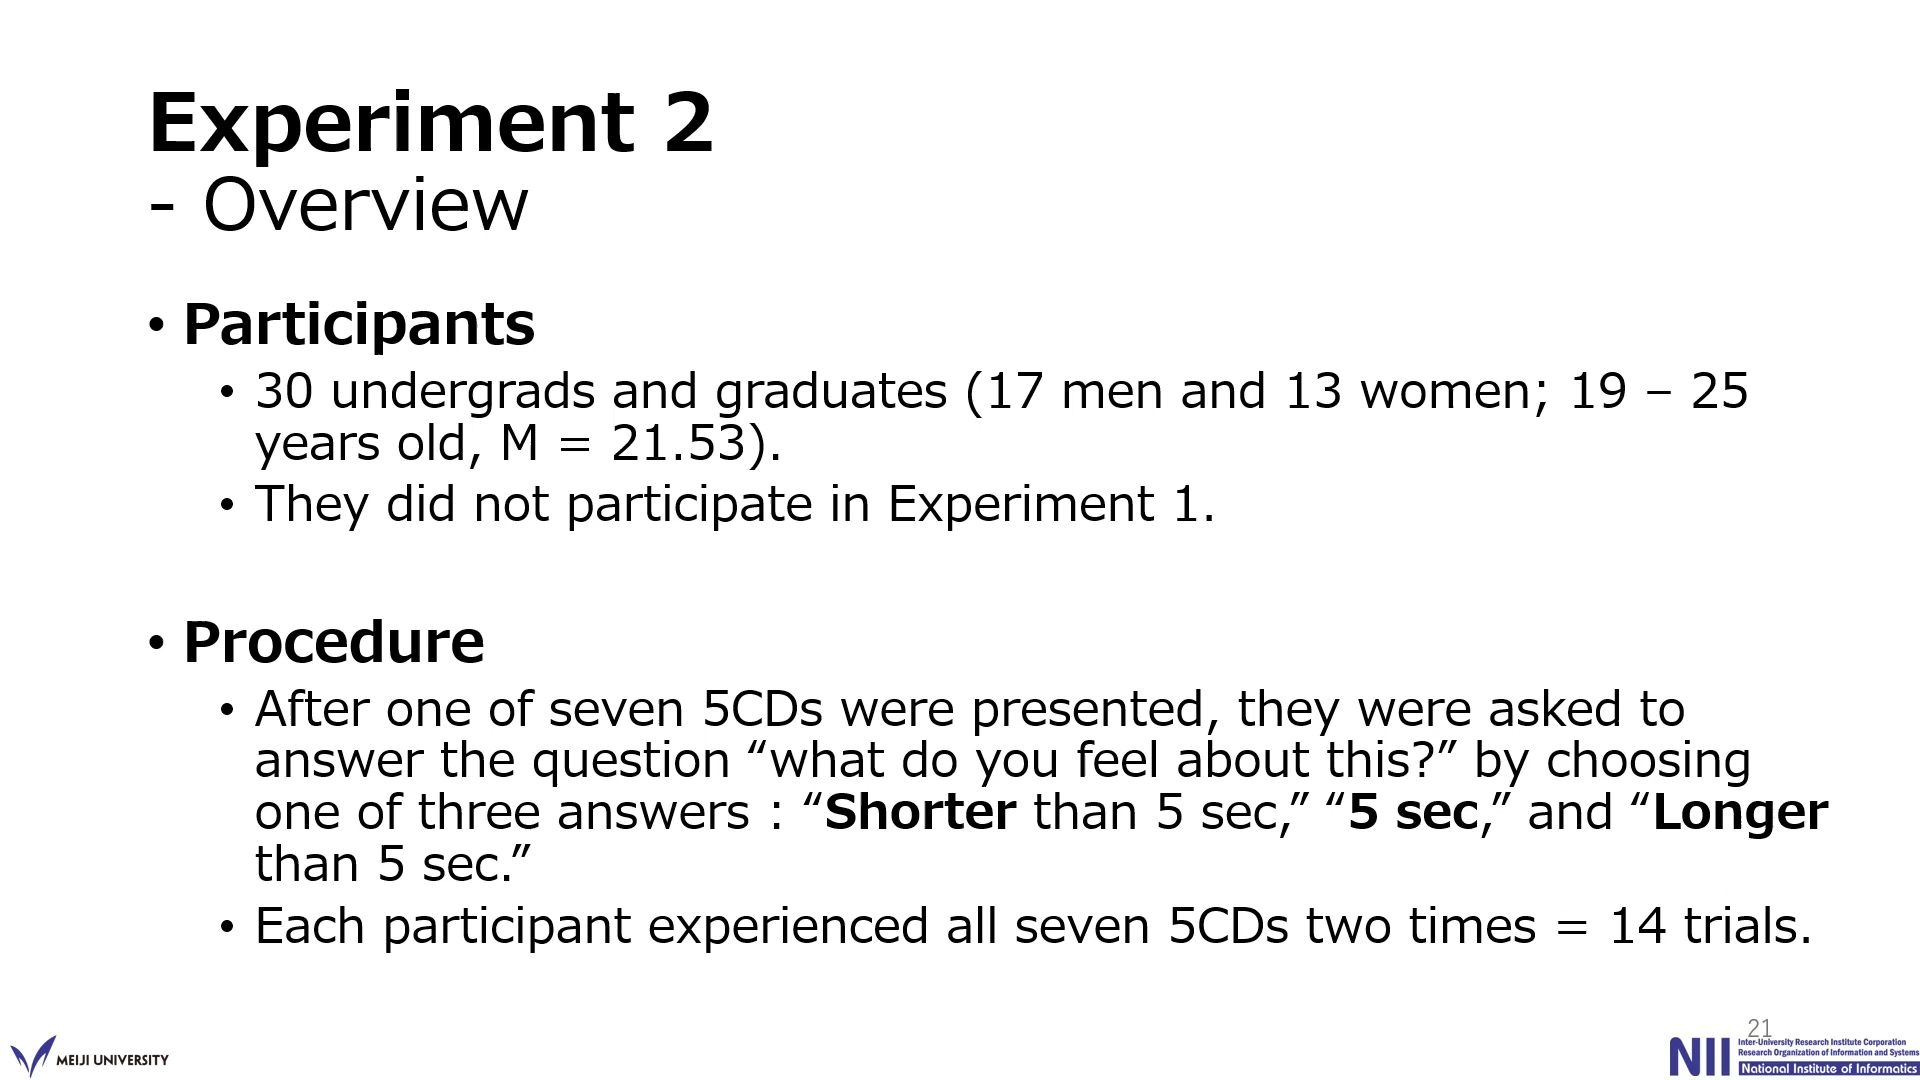 Experiment 2
- Overview
• Participants
• 30 undergrads and graduates (17 men and 13 women; 19 – 25
years old, M = 21.53).
• They did not participate in Experiment 1.
• Procedure
• After one of seven 5CDs were presented, they were asked to
answer the question “what do you feel about this?” by choosing
one of three answers : “Shorter than 5 sec,” “5 sec,” and “Longer
than 5 sec.”
• Each participant experienced all seven 5CDs two times = 14 trials.
MEIJI UNIVERSITY
21
NII
Inter-University Research Institute Corporation
Research Organization of Information and Systems
National Institute of Informatics